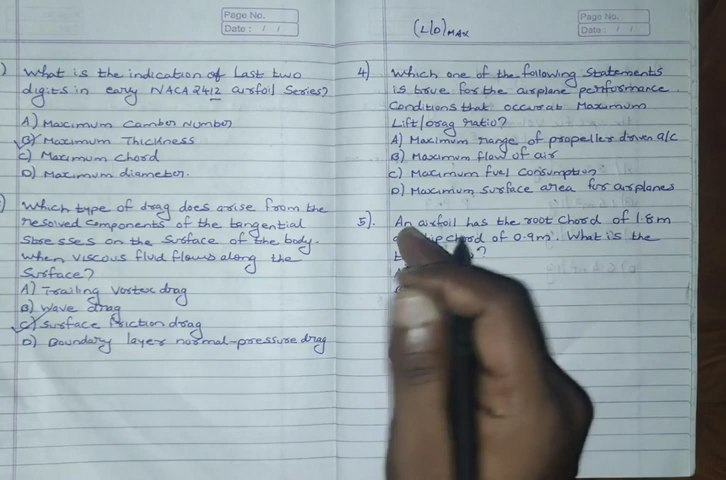 Page No.
Date : / /
) What is the indication of Last two
digits in early NACA2412 airfoil Series?
A) Maximum Camber Number
B) Maximum Thickness
C) Maximum chord
D) Maximum diameter.
) Which type of drag does arise from the
resolved components of the tangential
stresses on the surface of the body.
When viscous fluid flows along the
Surface?
A) Trailing vortex drag
B) Wave drag
C) Surface friction drag
D) Boundary layer normal-pressure drag
(L/D)MAX
Page No.
Date : / /
4) Which one of the following statements
is true for the airplane performance
Conditions that occur at Maximum
Lift/drag ratio?
A) Maximum range of propeller driven a/c
B) Maximum flow of air
C) Maximum fuel consumption
D) Maximum surface area for airplanes
5). An airfoil has the root chord of 1.8m
chord of 0.9m. What is the
?